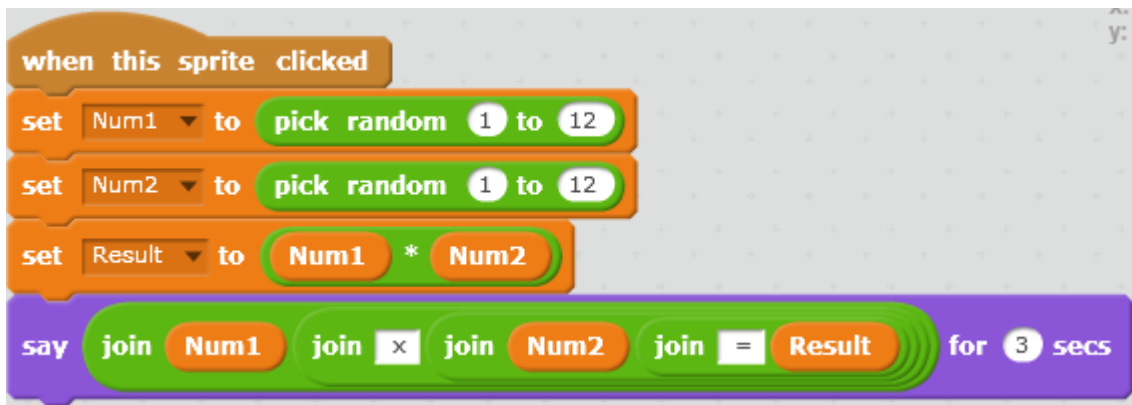 x:
y:
when this sprite clicked
set Num1 to pick random 1 to 12
set Num2 to pick random 1 to 12
set Result to Num1 * Num2
say join Num1 join x join Num2 join = Result for 3 secs